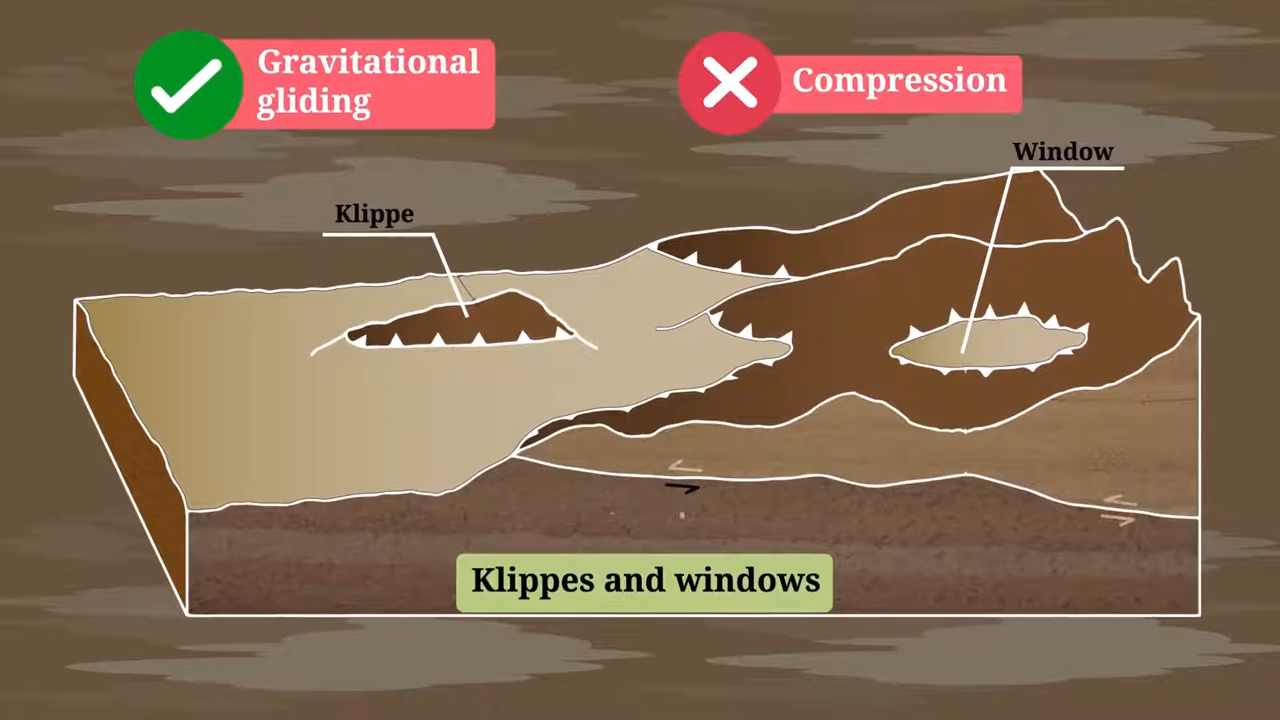 Gravitational
gliding
Compression
Window
Klippe
Klippes and windows